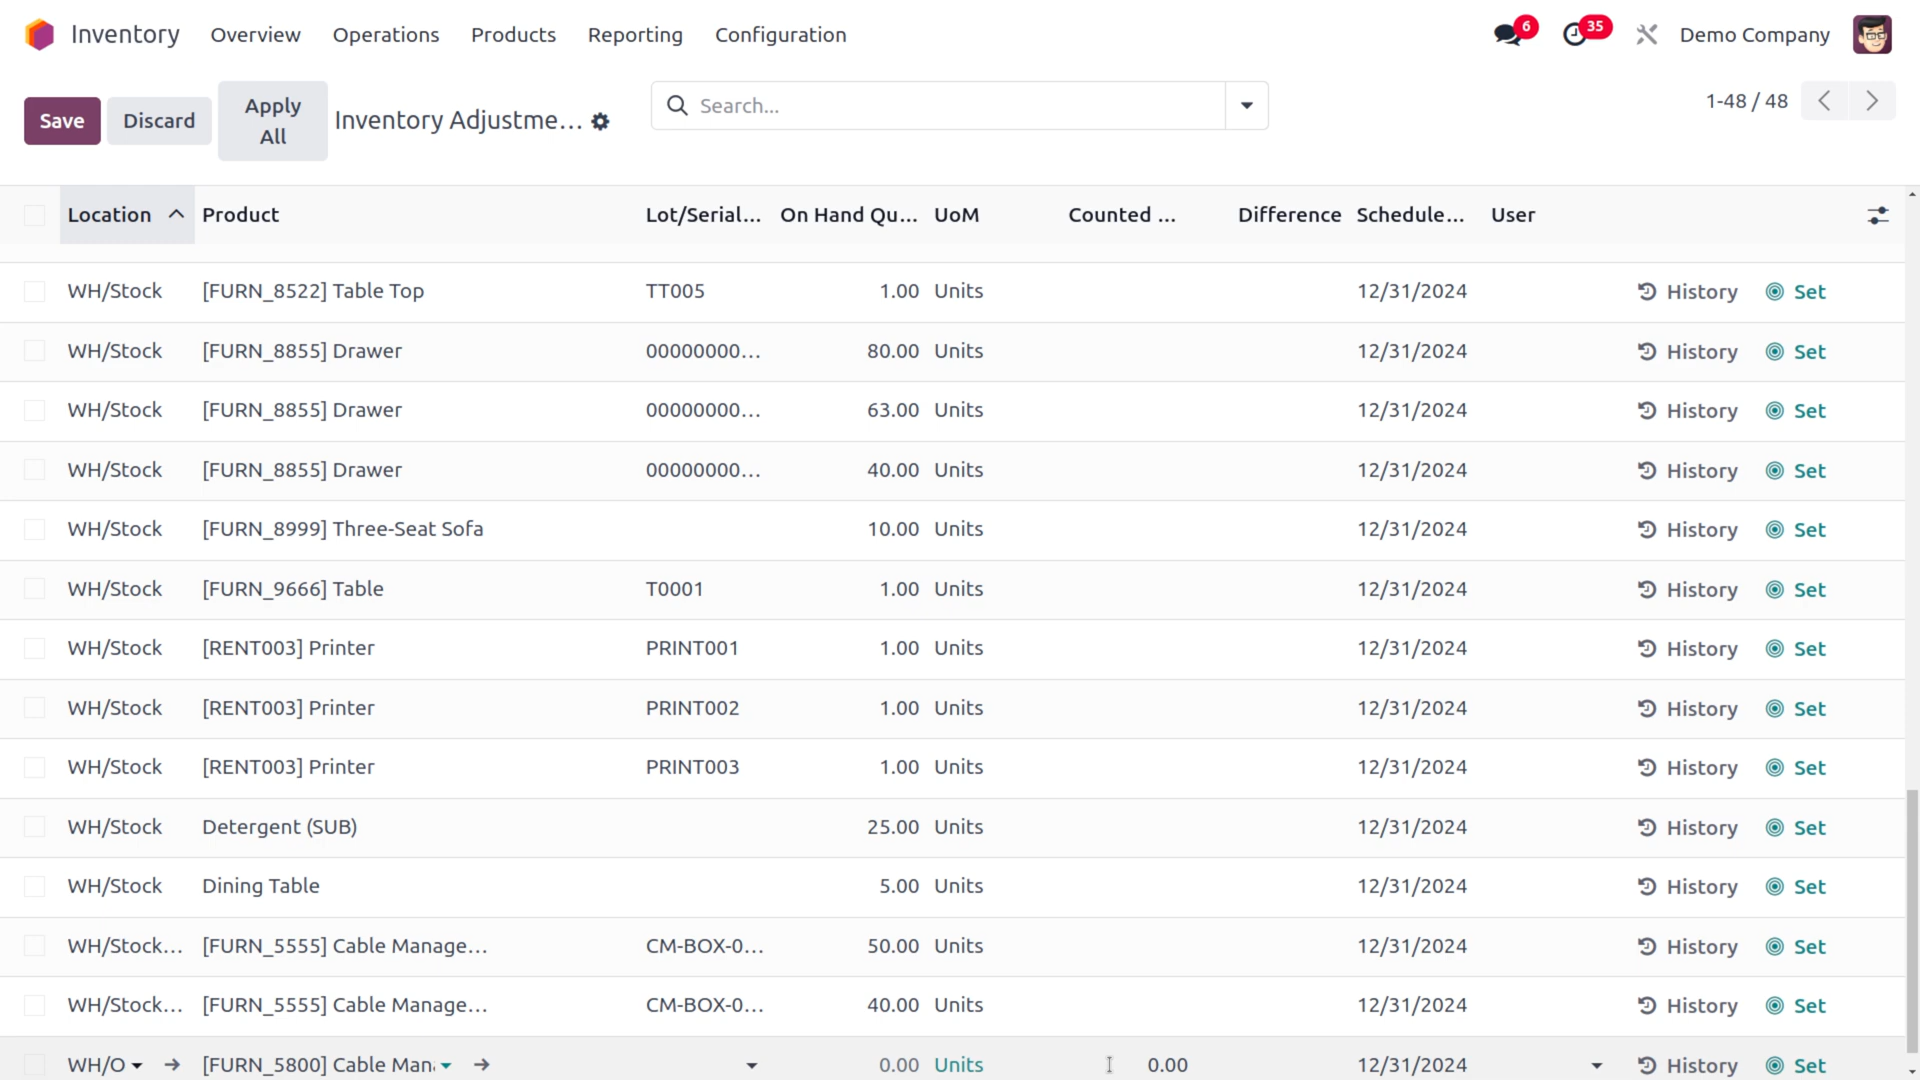 Inventory Overview Operations Products Reporting Configuration 6 35 Demo Company
Save Discard Apply All Inventory Adjustme... Search... 1-48 / 48
Location Product Lot/Serial... On Hand Qu... UoM Counted ... Difference Schedule... User
WH/Stock [FURN_8522] Table Top TT005 1.00 Units 12/31/2024 History Set
WH/Stock [FURN_8855] Drawer 00000000... 80.00 Units 12/31/2024 History Set
WH/Stock [FURN_8855] Drawer 00000000... 63.00 Units 12/31/2024 History Set
WH/Stock [FURN_8855] Drawer 00000000... 40.00 Units 12/31/2024 History Set
WH/Stock [FURN_8999] Three-Seat Sofa 10.00 Units 12/31/2024 History Set
WH/Stock [FURN_9666] Table T0001 1.00 Units 12/31/2024 History Set
WH/Stock [RENT003] Printer PRINT001 1.00 Units 12/31/2024 History Set
WH/Stock [RENT003] Printer PRINT002 1.00 Units 12/31/2024 History Set
WH/Stock [RENT003] Printer PRINT003 1.00 Units 12/31/2024 History Set
WH/Stock Detergent (SUB) 25.00 Units 12/31/2024 History Set
WH/Stock Dining Table 5.00 Units 12/31/2024 History Set
WH/Stock... [FURN_5555] Cable Manage... CM-BOX-0... 50.00 Units 12/31/2024 History Set
WH/Stock... [FURN_5555] Cable Manage... CM-BOX-0... 40.00 Units 12/31/2024 History Set
WH/O [FURN_5800] Cable Man 0.00 Units 0.00 12/31/2024 History Set